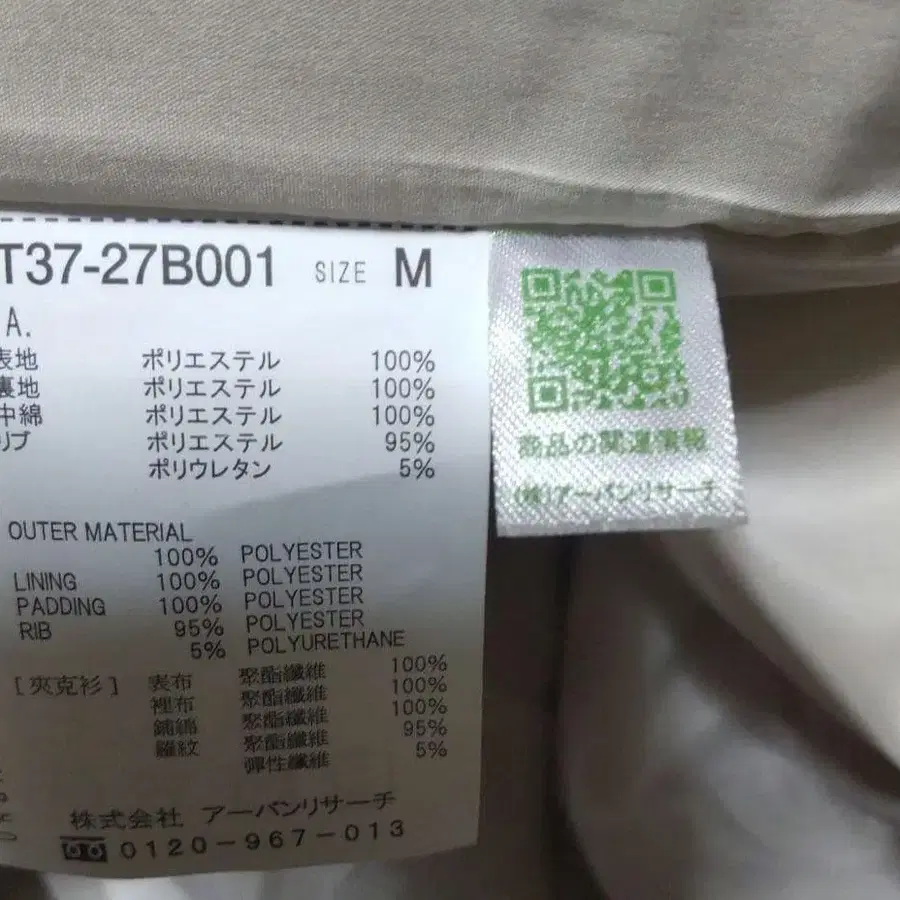 T37-27B001 SIZE M
A.
表地 ポリエステル 100%
裏地 ポリエステル 100%
中綿 ポリエステル 100%
リブ ポリエステル 95%
ポリウレタン 5%
OUTER MATERIAL
100% POLYESTER
LINING 100% POLYESTER
PADDING 100% POLYESTER
RIB 95% POLYESTER
5% POLYURETHANE
[夾克衫] 表布 聚酯纖維 100%
裡布 聚酯纖維 100%
鋪綿 聚酯纖維 100%
羅紋 聚酯纖維 95%
彈性纖維 5%
株式会社 アーバンリサーチ
0120-967-013
商品の関連情報
(株)アーバンリサーチ